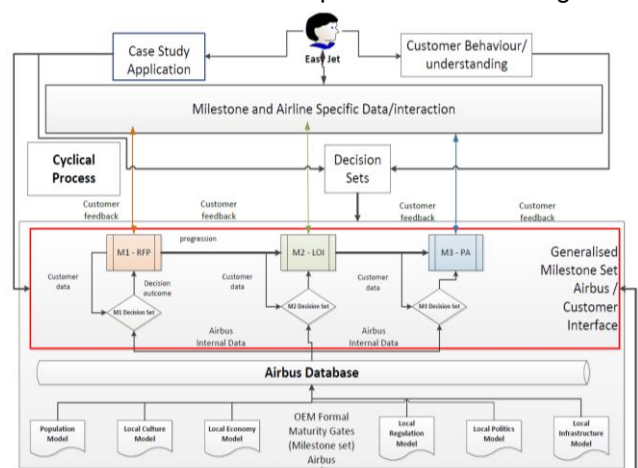 Case Study
Application
Easy Jet
Customer Behaviour/
understanding
Milestone and Airline Specific Data/interaction
Cyclical
Process
Decision
Sets
Customer
feedback
Customer
feedback
Customer
feedback
Customer
feedback
M1 - RFP
progression
M2 - LOI
M3 - PA
Generalised
Milestone Set
Airbus /
Customer
Interface
Customer
data
Decision
outcome
Customer
data
Customer
data
M1 Decision Set
M2 Decision Set
M3 Decision Set
Airbus
Internal Data
Airbus
Internal Data
Airbus Database
Population
Model
Local Culture
Model
Local Economy
Model
OEM Formal
Maturity Gates
(Milestone set)
Airbus
Local
Regulation
Model
Local Politics
Model
Local
Infrastructure
Model